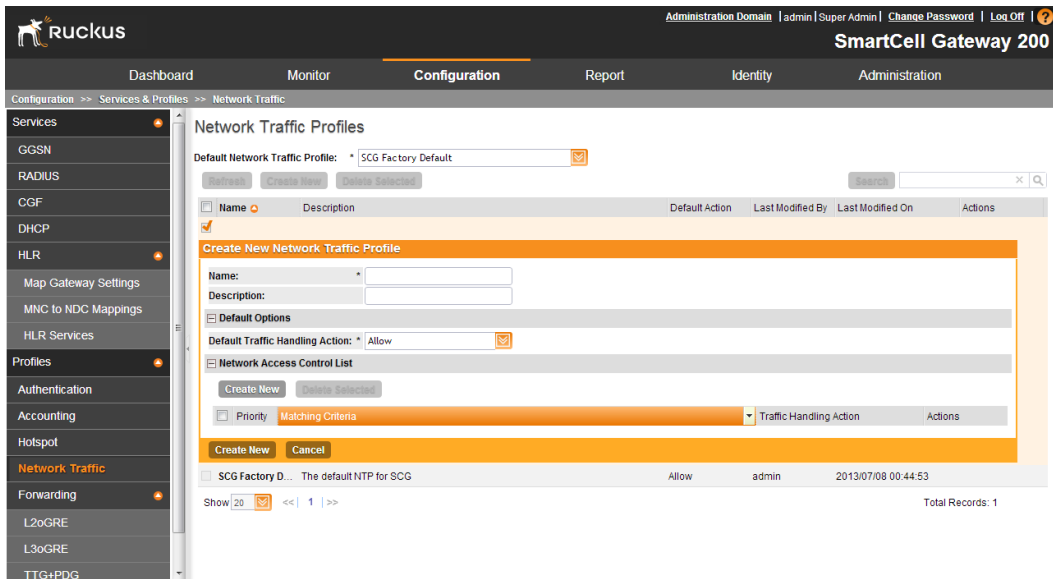 Ruckus
Administration Domain | admin | Super Admin | Change Password | Log Off | ?
SmartCell Gateway 200
Dashboard Monitor Configuration Report Identity Administration
Configuration >> Services & Profiles >> Network Traffic
Services
GGSN
RADIUS
CGF
DHCP
HLR
Map Gateway Settings
MNC to NDC Mappings
HLR Services
Profiles
Authentication
Accounting
Hotspot
Network Traffic
Forwarding
L2oGRE
L3oGRE
TTG+PDG
Network Traffic Profiles
Default Network Traffic Profile: * SCG Factory Default
Refresh Create New Delete Selected Search
Name Description Default Action Last Modified By Last Modified On Actions
Create New Network Traffic Profile
Name: *
Description:
Default Options
Default Traffic Handling Action: * Allow
Network Access Control List
Create New Delete Selected
Priority Matching Criteria Traffic Handling Action Actions
Create New Cancel
SCG Factory D... The default NTP for SCG Allow admin 2013/07/08 00:44:53
Show 20 << | 1 | >> Total Records: 1